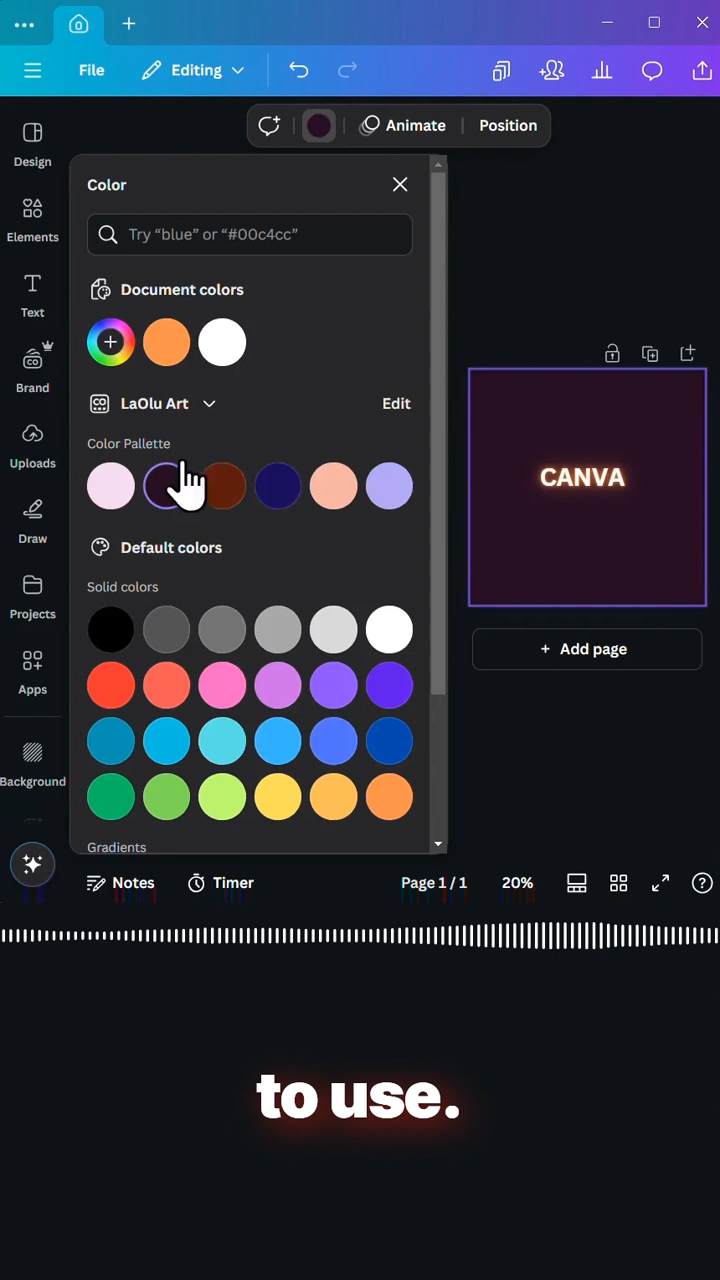 File
Editing
Animate
Position
Design
Elements
Text
CO
Brand
Uploads
Draw
Projects
Apps
Background
Color
Try “blue” or “#00c4cc”
Document colors
CO
LaOlu Art
Edit
Color Pallette
Default colors
Solid colors
Gradients
CANVA
+ Add page
Notes
Timer
Page 1 / 1
20%
to use.